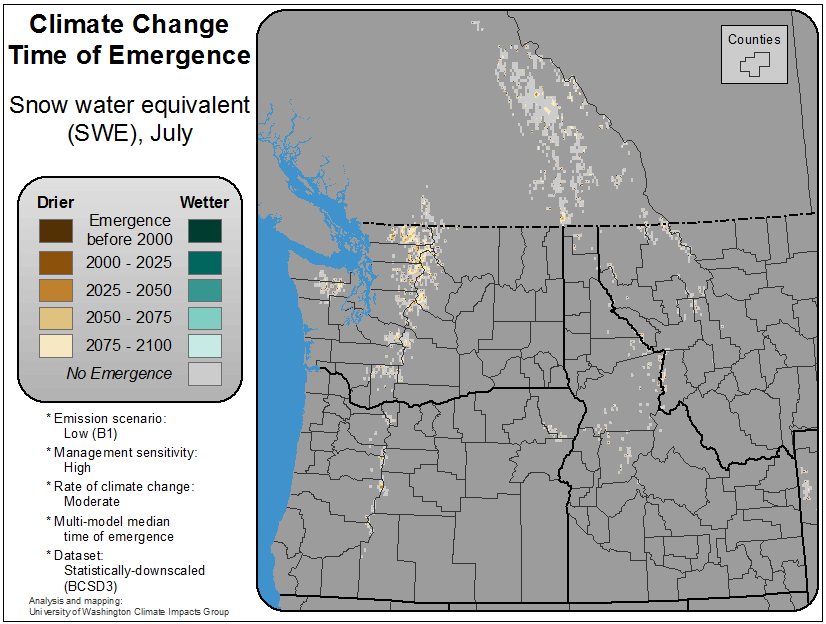 Climate Change
Time of Emergence
Snow water equivalent
(SWE), July
Drier
Wetter
Emergence
before 2000
2000 - 2025
2025 - 2050
2050 - 2075
2075 - 2100
No Emergence
* Emission scenario:
Low (B1)
* Management sensitivity:
High
* Rate of climate change:
Moderate
* Multi-model median
time of emergence
* Dataset:
Statistically-downscaled
(BCSD3)
Analysis and mapping:
University of Washington Climate Impacts Group
Counties